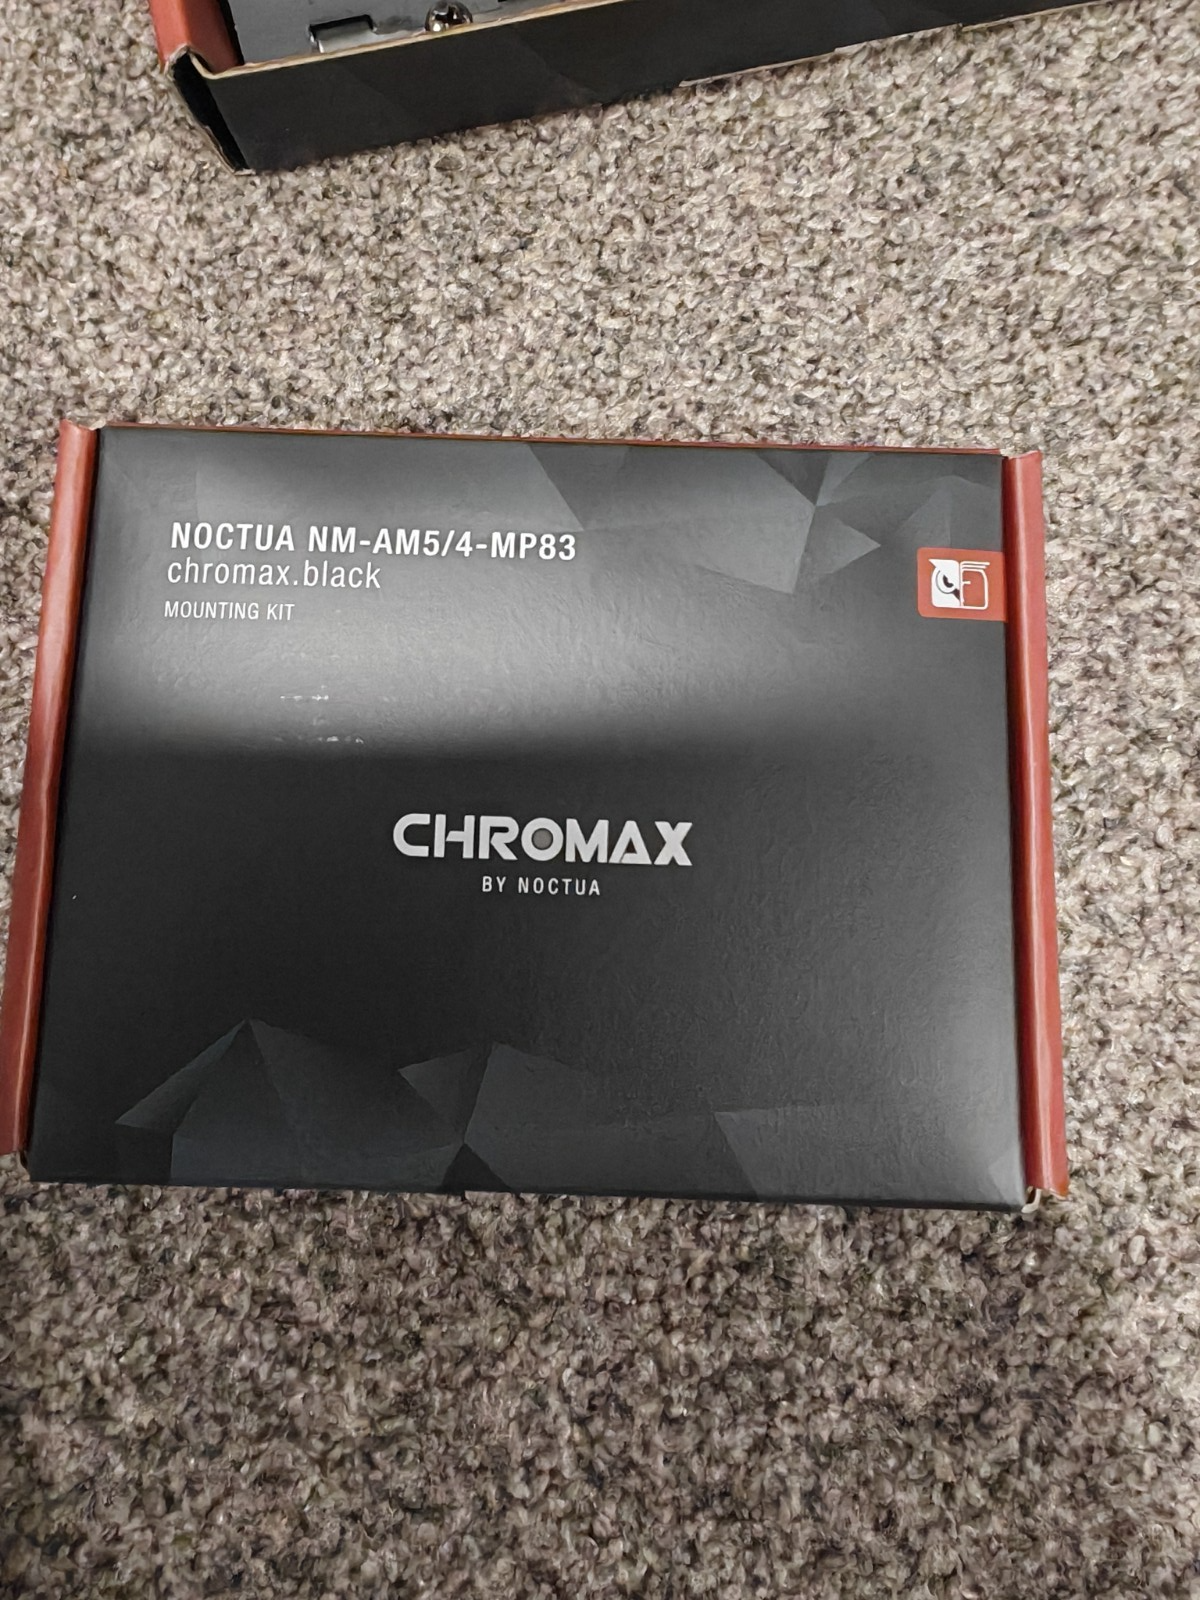 NOCTUA NM-AM5/4-MP83
chromax.black
MOUNTING KIT
CHROMAX
BY NOCTUA